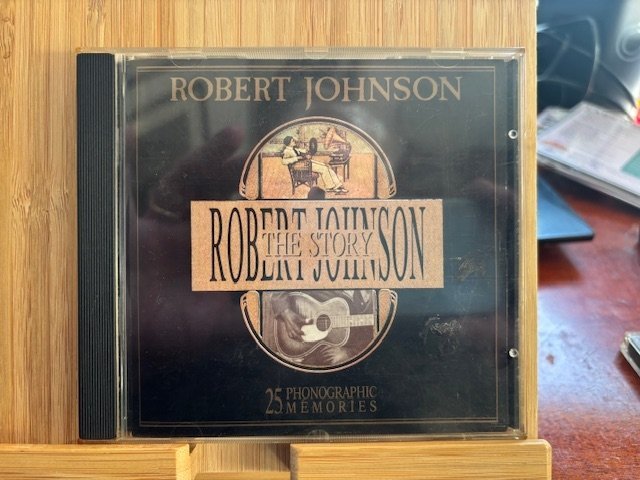 ROBERT JOHNSON
ROBERT JOHNSON
THE STORY
25 PHONOGRAPHIC
MEMORIES